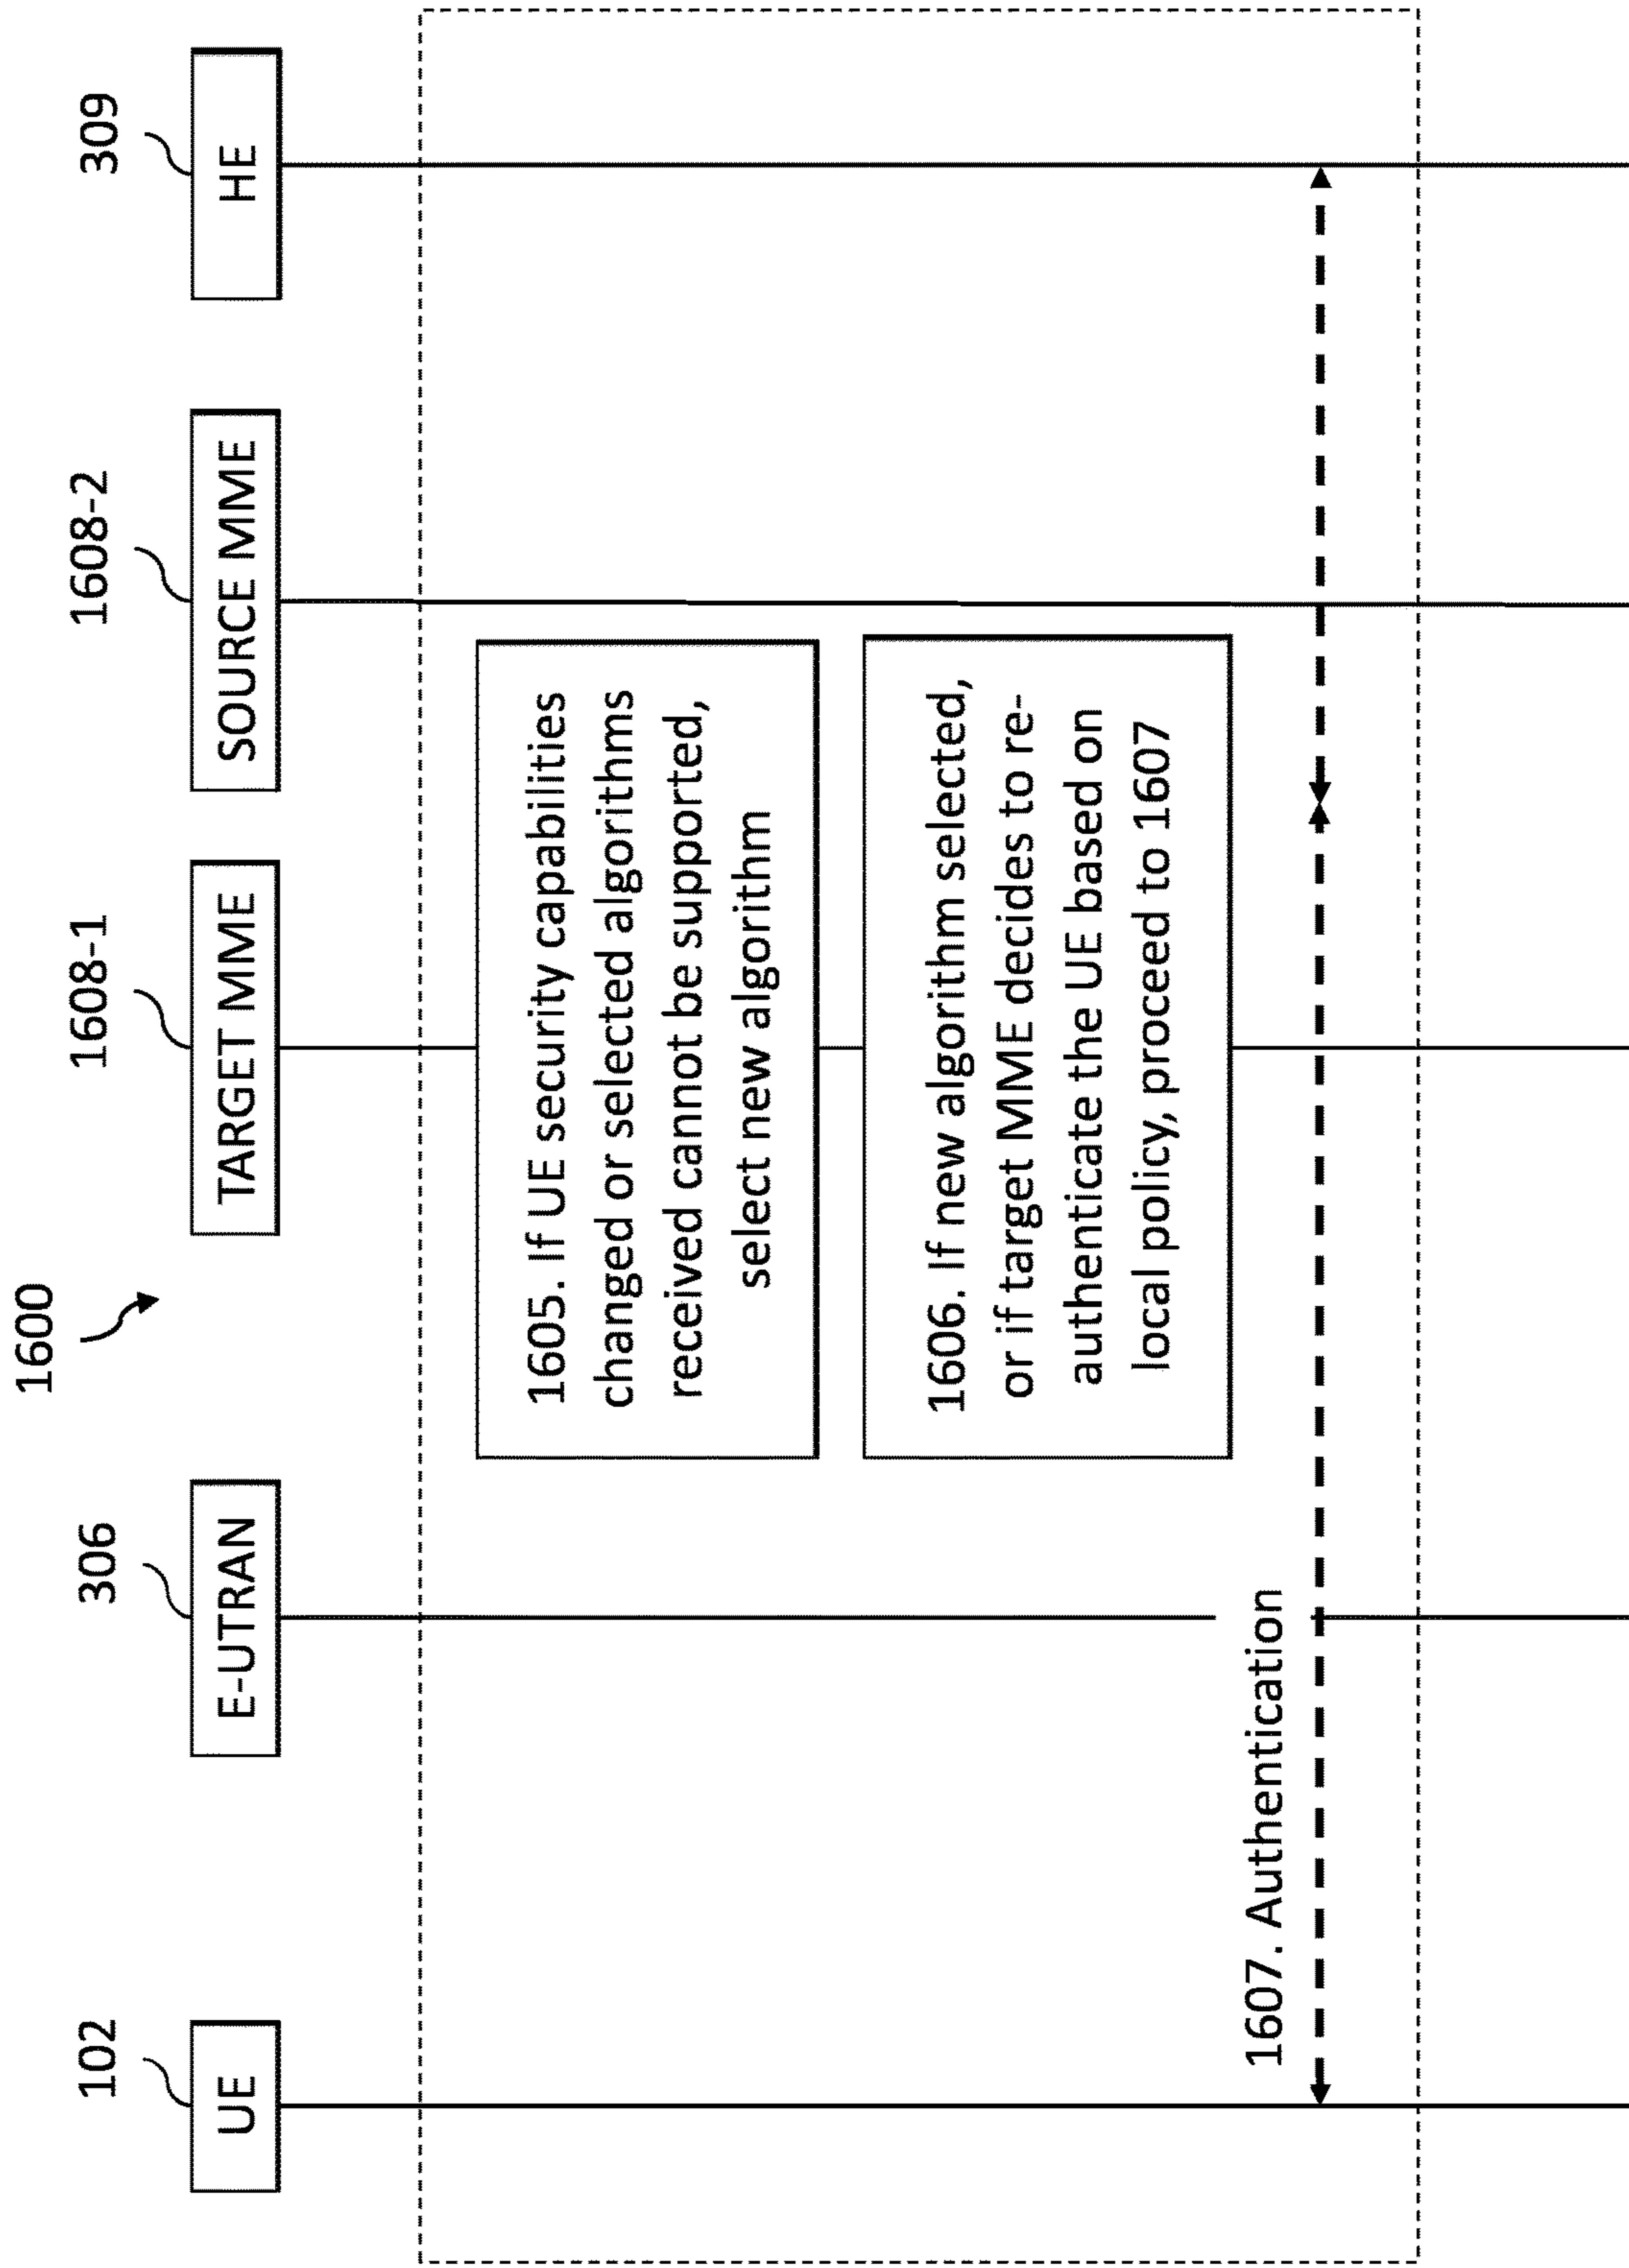 1600
102
306
1608-1
1608-2
309
UE
E-UTRAN
TARGET MME
SOURCE MME
HE
1605. If UE security capabilities
changed or selected algorithms
received cannot be supported,
select new algorithm
1606. If new algorithm selected,
or if target MME decides to re-
authenticate the UE based on
local policy, proceed to 1607
1607. Authentication